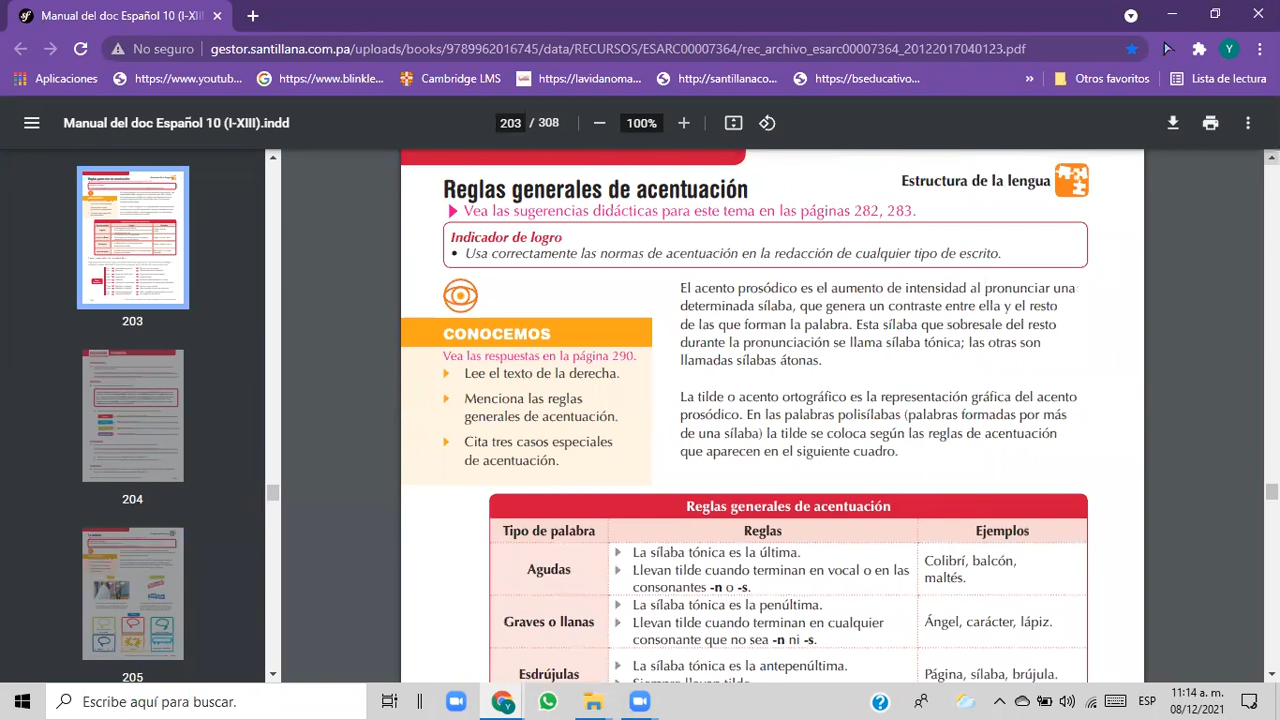 Manual del doc Español 10 (I-
No seguro | gestor.santillana.com.pa/uploads/books/9789962016745/data/RECURSOS/ESARC00007364/rec_archivo_esarc00007364_20122017040123.pdf
Aplicaciones https://www.youtub... https://www.blinkle... Cambridge LMS https://lavidanoma... http://santillanaco... https://bseducativo... » Otros favoritos Lista de lectura
Manual del doc Español 10 (I-XIII).indd 203 / 308 100%
203
204
205
Reglas generales de acentuación
Estructura de la lengua
Vea las sugerencias didácticas para este tema en las páginas 282, 283.
Indicador de logro
• Usa correctamente las normas de acentuación en la redacción de cualquier tipo de escrito.
CONOCEMOS
Vea las respuestas en la página 290.
Lee el texto de la derecha.
Menciona las reglas
generales de acentuación.
Cita tres casos especiales
de acentuación.
El acento prosódico es el aumento de intensidad al pronunciar una
determinada sílaba, que genera un contraste entre ella y el resto
de las que forman la palabra. Esta sílaba que sobresale del resto
durante la pronunciación se llama sílaba tónica; las otras son
llamadas sílabas átonas.
La tilde o acento ortográfico es la representación gráfica del acento
prosódico. En las palabras polisílabas (palabras formadas por más
de una sílaba) la tilde se coloca según las reglas de acentuación
que aparecen en el siguiente cuadro.
Reglas generales de acentuación
Tipo de palabra Reglas Ejemplos
Agudas
La sílaba tónica es la última.
Llevan tilde cuando terminan en vocal o en las
consonantes -n o -s.
Colibrí, balcón,
maltés.
Graves o llanas
La sílaba tónica es la penúltima.
Llevan tilde cuando terminan en cualquier
consonante que no sea -n ni -s.
Ángel, carácter, lápiz.
Esdrújulas
La sílaba tónica es la antepenúltima.
Siempre llevan tilde.
Página, sílaba, brújula.
Escribe aquí para buscar.
ESP
11:14 a. m.
08/12/2021